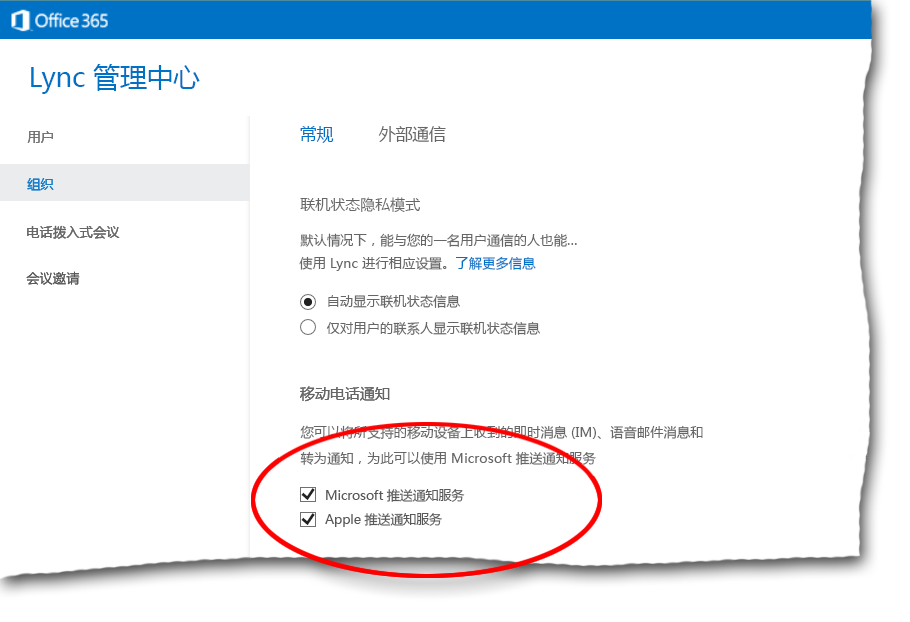 Office 365
Lync 管理中心
用户
组织
电话拨入式会议
会议邀请
常规 外部通信
联机状态隐私模式
默认情况下，能与您的一名用户通信的人也能...
使用 Lync 进行相应设置。了解更多信息
自动显示联机状态信息
仅对用户的联系人显示联机状态信息
移动电话通知
您可以将所支持的移动设备上收到的即时消息 (IM)、语音邮件消息和
转为通知，为此可以使用 Microsoft 推送通知服务
Microsoft 推送通知服务
Apple 推送通知服务